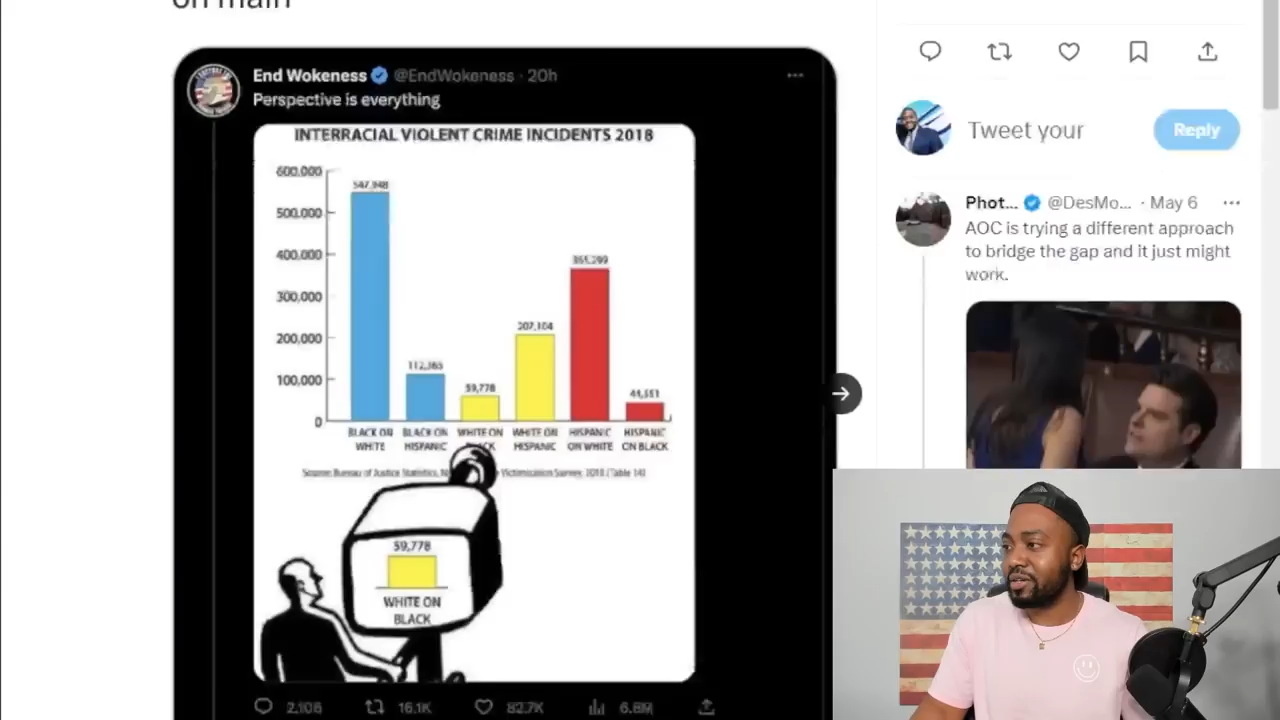 on main
End Wokeness @EndWokeness · 20h
Perspective is everything
INTERRACIAL VIOLENT CRIME INCIDENTS 2018
600,000
500,000
400,000
300,000
200,000
100,000
0
547,948
112,365
59,778
207,104
365,299
44,551
BLACK ON WHITE
BLACK ON HISPANIC
WHITE ON
WHITE ON HISPANIC
HISPANIC ON WHITE
HISPANIC ON BLACK
Source: Bureau of Justice Statistics, Victimization Survey, 2018 (Table 14)
59,778
WHITE ON
BLACK
2,106 16.1K 82.7K 6.8M
Tweet your
Reply
Phot... @DesMo... · May 6
AOC is trying a different approach
to bridge the gap and it just might
work.